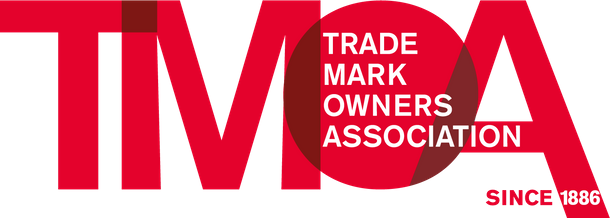 TMOA
TRADE
MARK
OWNERS
ASSOCIATION
SINCE 1886